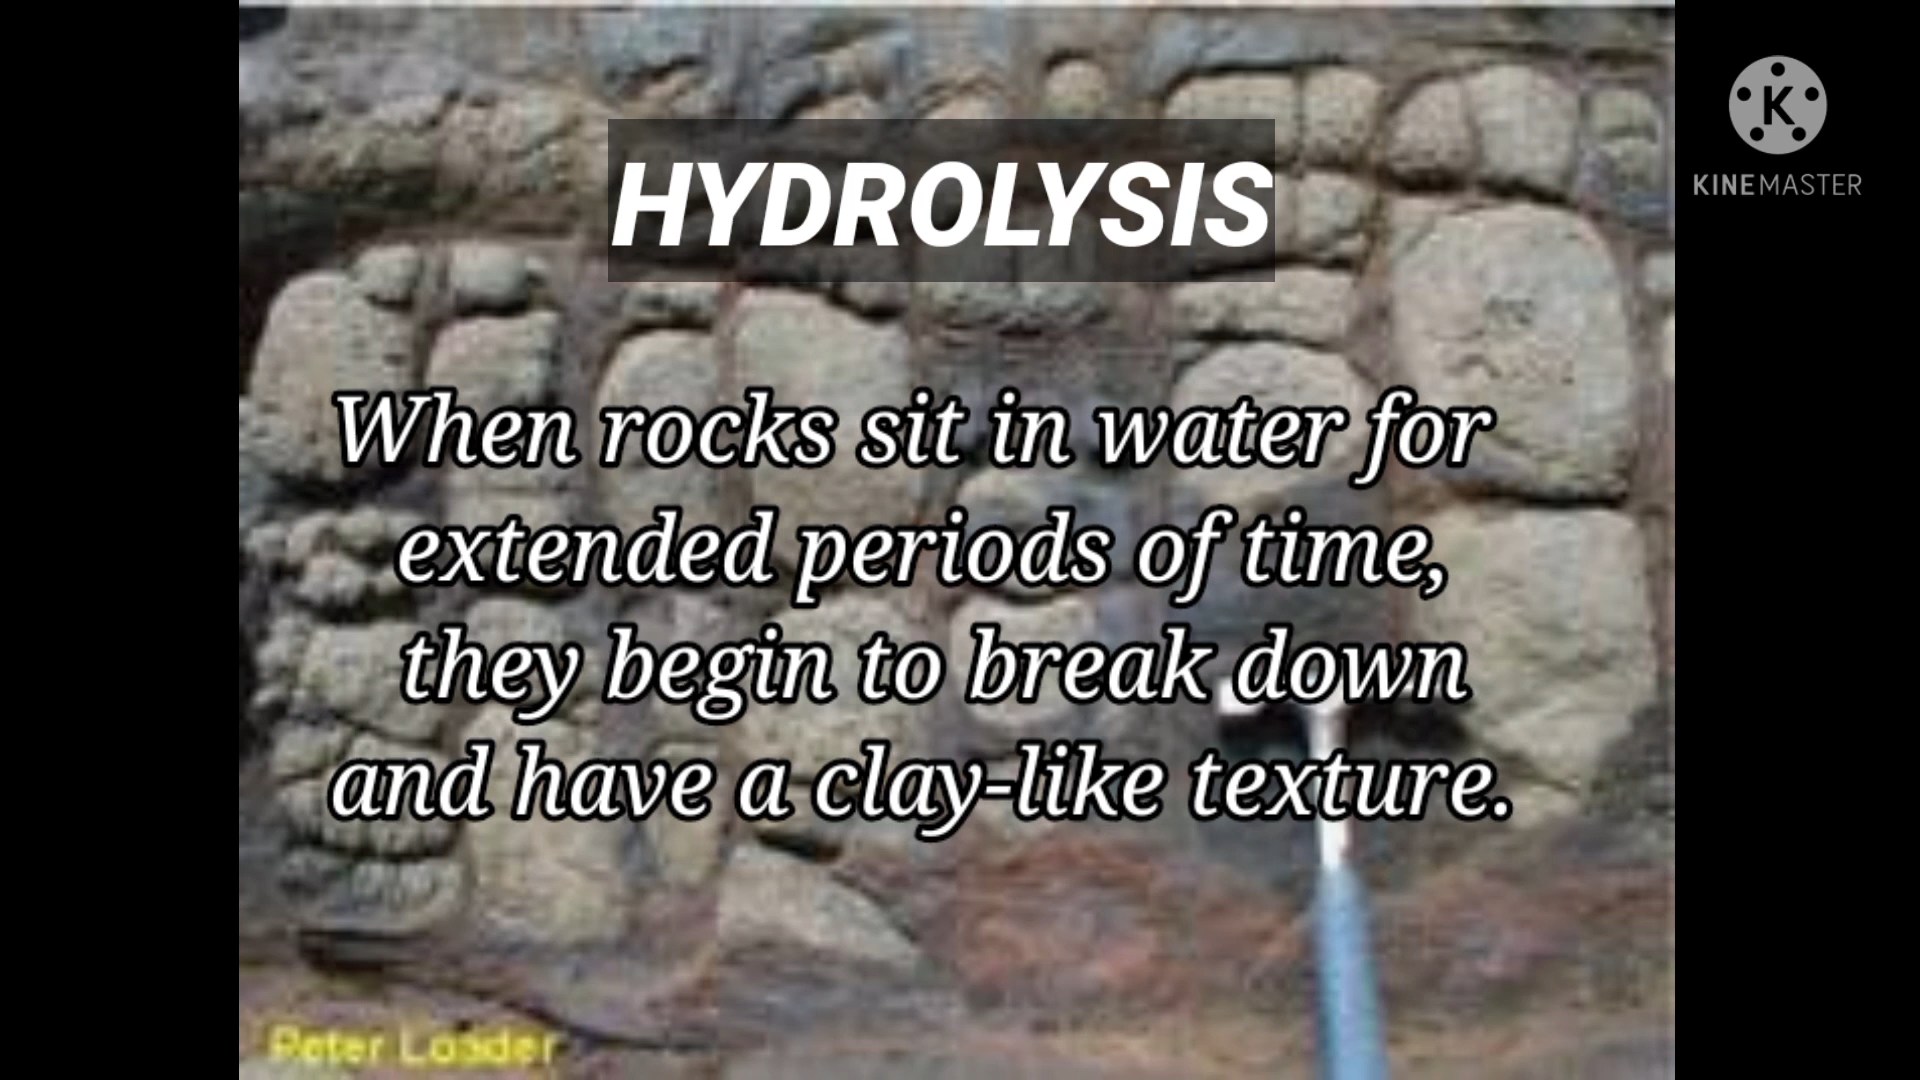 HYDROLYSIS
When rocks sit in water for
extended periods of time,
they begin to break down
and have a clay-like texture.
KINEMASTER
Peter Loader